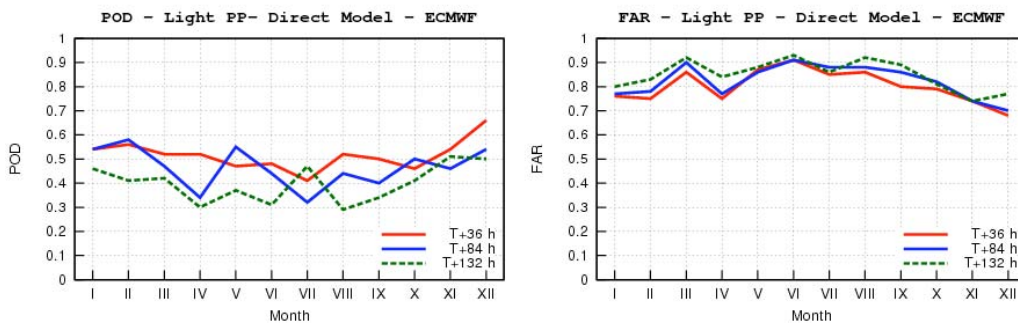 POD - Light PP- Direct Model - ECMWF
1
0.9
0.8
0.7
0.6
0.5
0.4
0.3
0.2
0.1
0
POD
T+36 h
T+84 h
T+132 h
I II III IV V VI VII VIII IX X XI XII
Month
FAR - Light PP - Direct Model - ECMWF
1
0.9
0.8
0.7
0.6
0.5
0.4
0.3
0.2
0.1
0
FAR
T+36 h
T+84 h
T+132 h
I II III IV V VI VII VIII IX X XI XII
Month